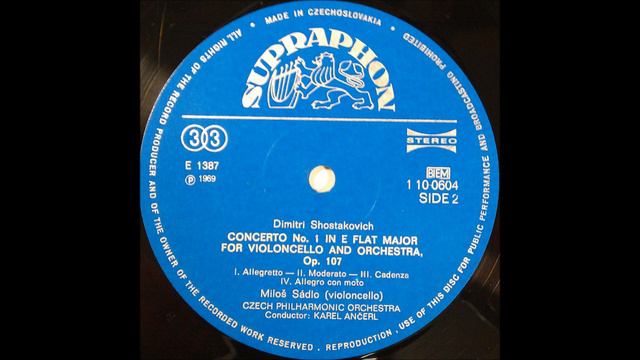 MADE IN CZECHOSLOVAKIA
ALL RIGHTS OF THE RECORD PRODUCER AND OF THE OWNER OF THE RECORDED WORK RESERVED . REPRODUCTION , USE OF THIS DISC FOR PUBLIC PERFORMANCE AND BROADCASTING PROHIBITED
SUPRAPHON
33
STEREO
E 1387
BIEM
℗ 1969
1 10 0604
SIDE 2
Dimitri Shostakovich
CONCERTO No. 1 IN E FLAT MAJOR
FOR VIOLONCELLO AND ORCHESTRA,
Op. 107
I. Allegretto — II. Moderato — III. Cadenza
IV. Allegro con moto
Miloš Sádlo (violoncello)
CZECH PHILHARMONIC ORCHESTRA
Conductor: KAREL ANČERL